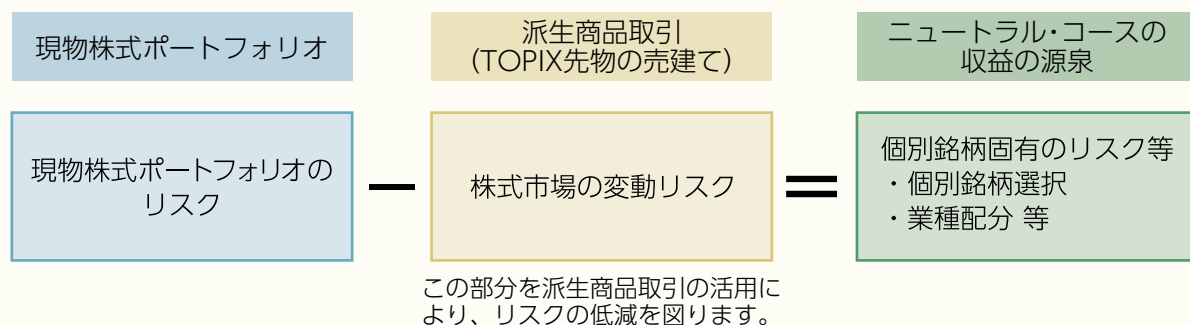 現物株式ポートフォリオ
派生商品取引
(TOPIX先物の売建て)
ニュートラル・コースの
収益の源泉
現物株式ポートフォリオの
リスク
ー
株式市場の変動リスク
＝
個別銘柄固有のリスク等
・個別銘柄選択
・業種配分 等
この部分を派生商品取引の活用に
より、リスクの低減を図ります。